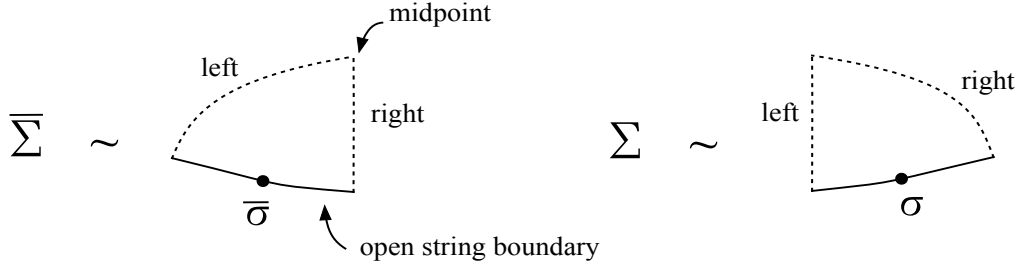 midpoint
left
right
Σ̅ ~
σ̅
open string boundary
left
right
Σ ~
σ